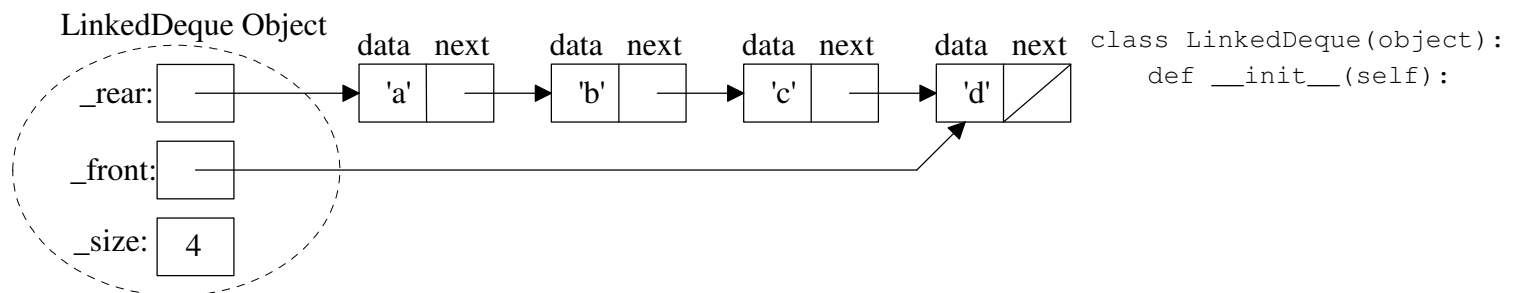 LinkedDeque Object
data next data next data next data next
_rear: 'a' 'b' 'c' 'd'
_front:
_size: 4
class LinkedDeque(object):
def __init__(self):